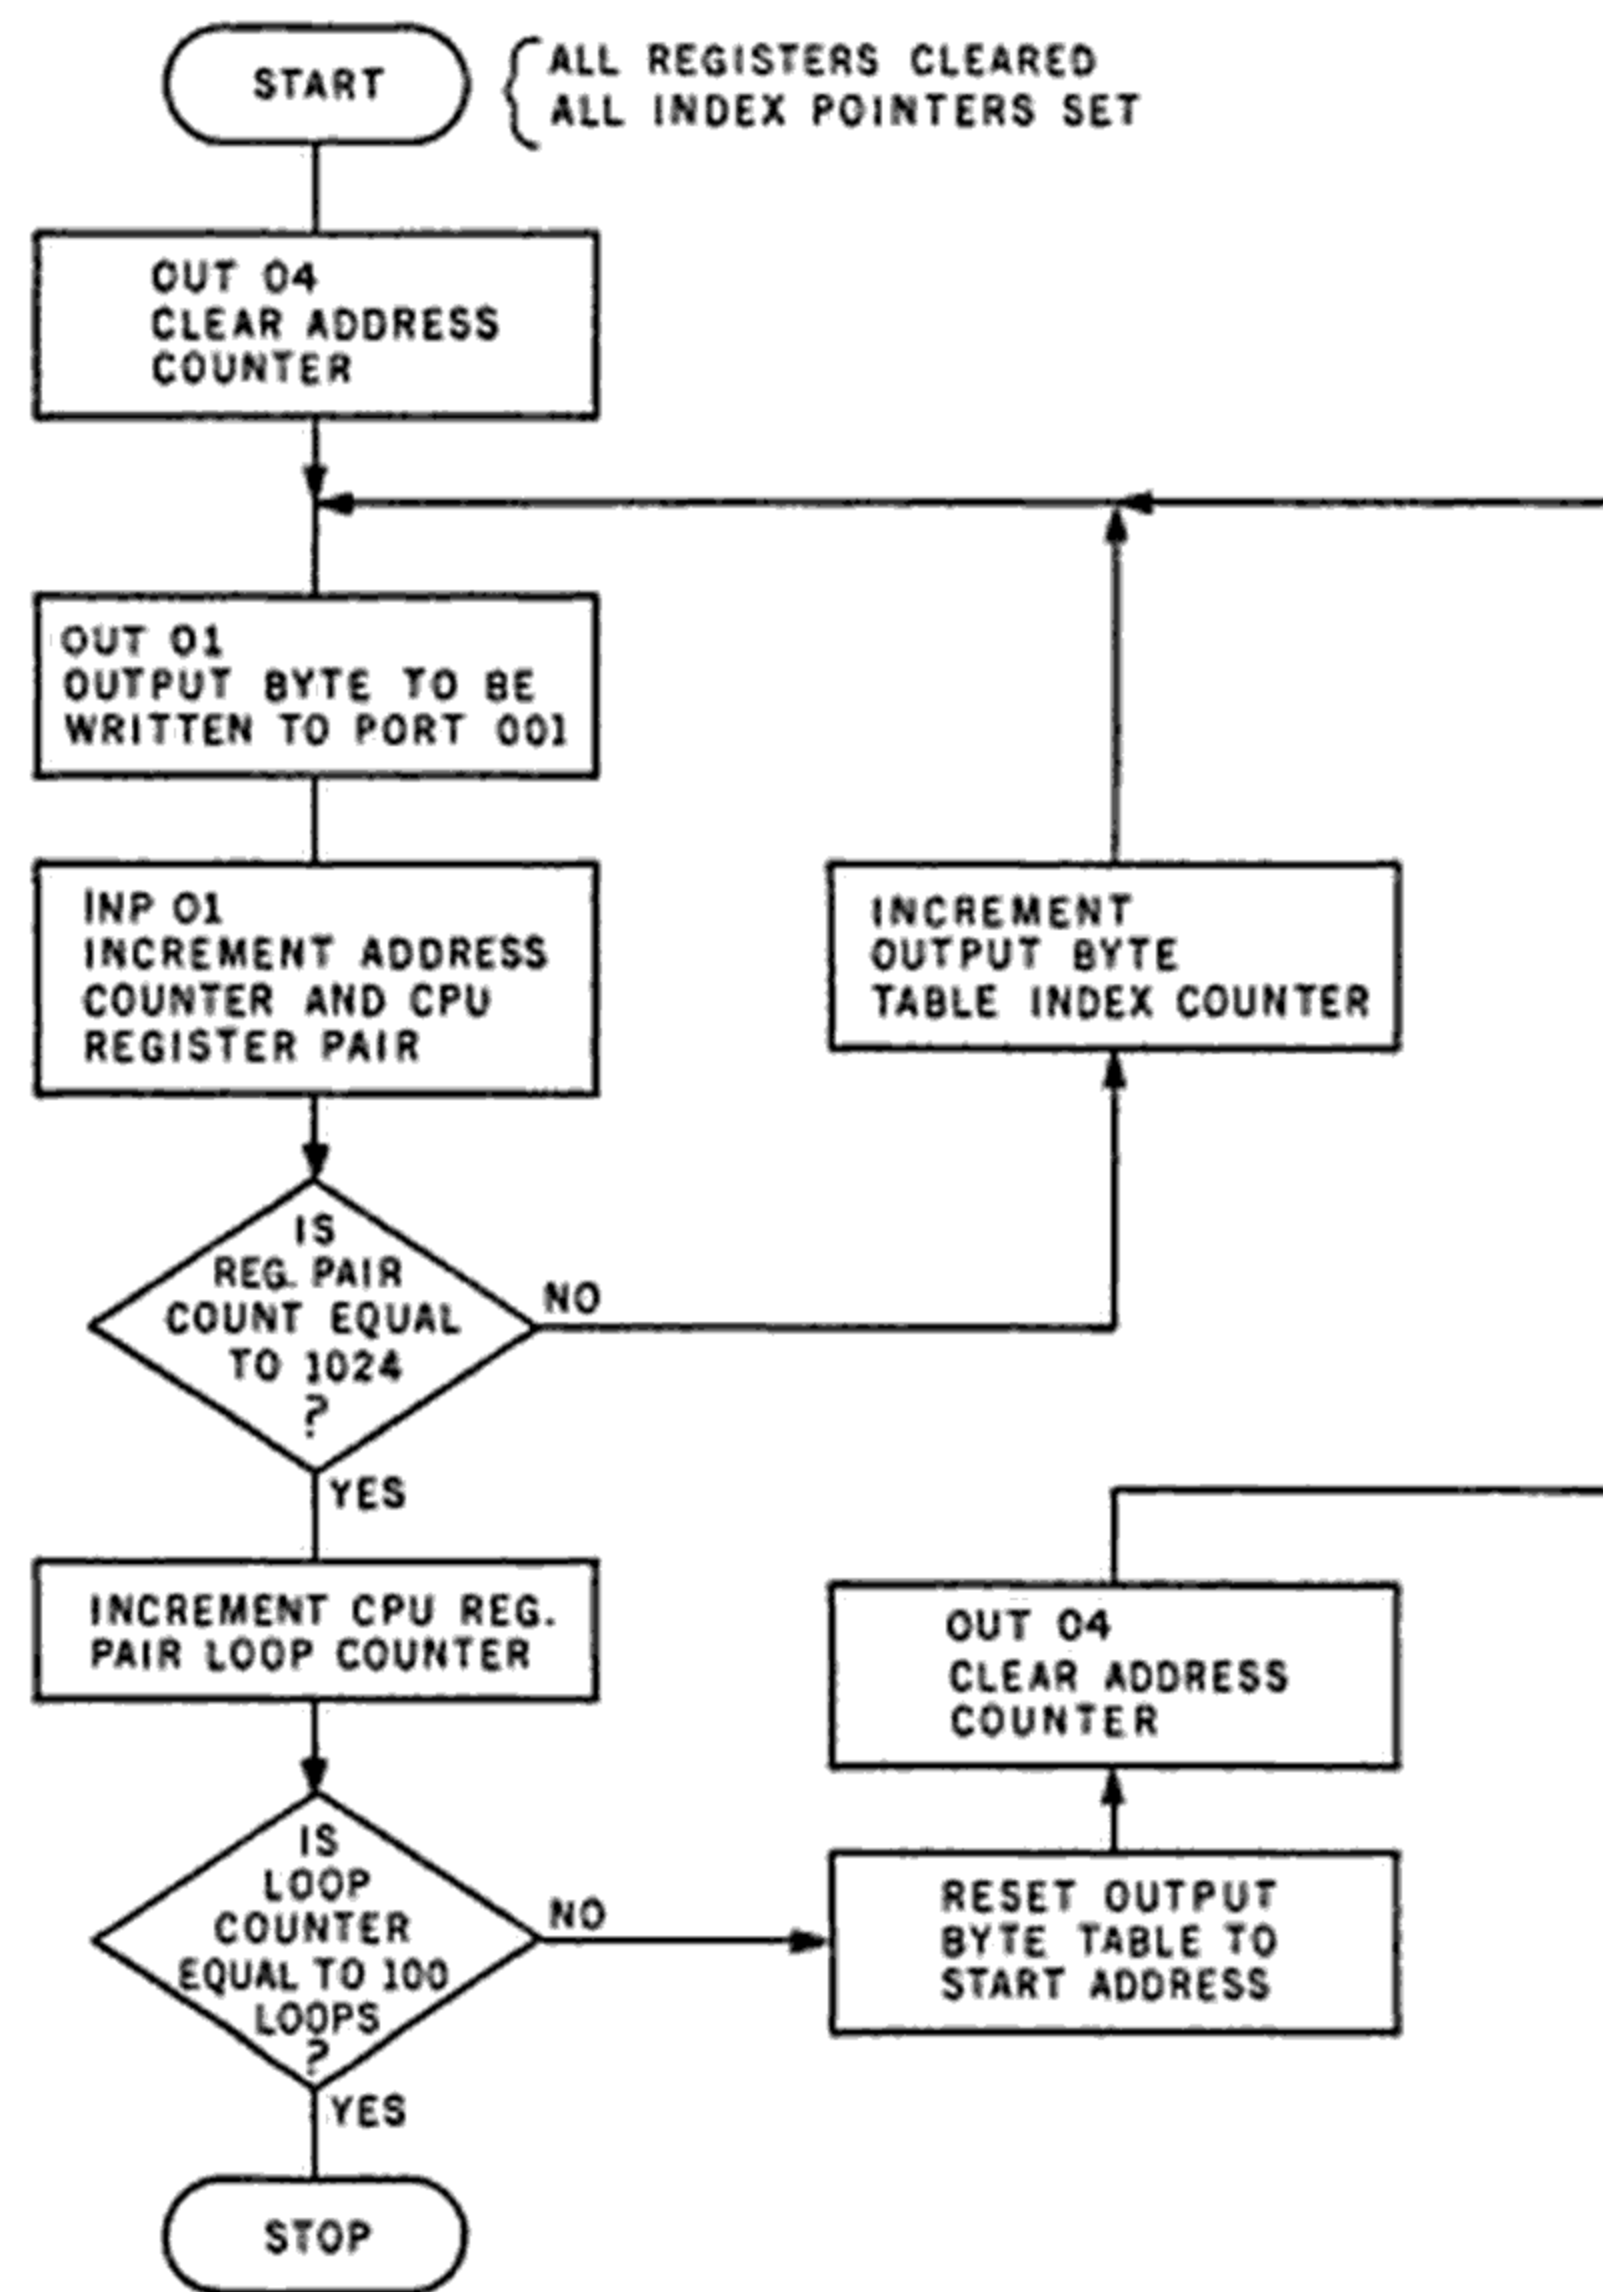 START
ALL REGISTERS CLEARED
ALL INDEX POINTERS SET
OUT 04
CLEAR ADDRESS
COUNTER
OUT 01
OUTPUT BYTE TO BE
WRITTEN TO PORT 001
INP 01
INCREMENT ADDRESS
COUNTER AND CPU
REGISTER PAIR
INCREMENT
OUTPUT BYTE
TABLE INDEX COUNTER
IS
REG. PAIR
COUNT EQUAL
TO 1024
?
NO
YES
INCREMENT CPU REG.
PAIR LOOP COUNTER
OUT 04
CLEAR ADDRESS
COUNTER
IS
LOOP
COUNTER
EQUAL TO 100
LOOPS
?
NO
RESET OUTPUT
BYTE TABLE TO
START ADDRESS
YES
STOP